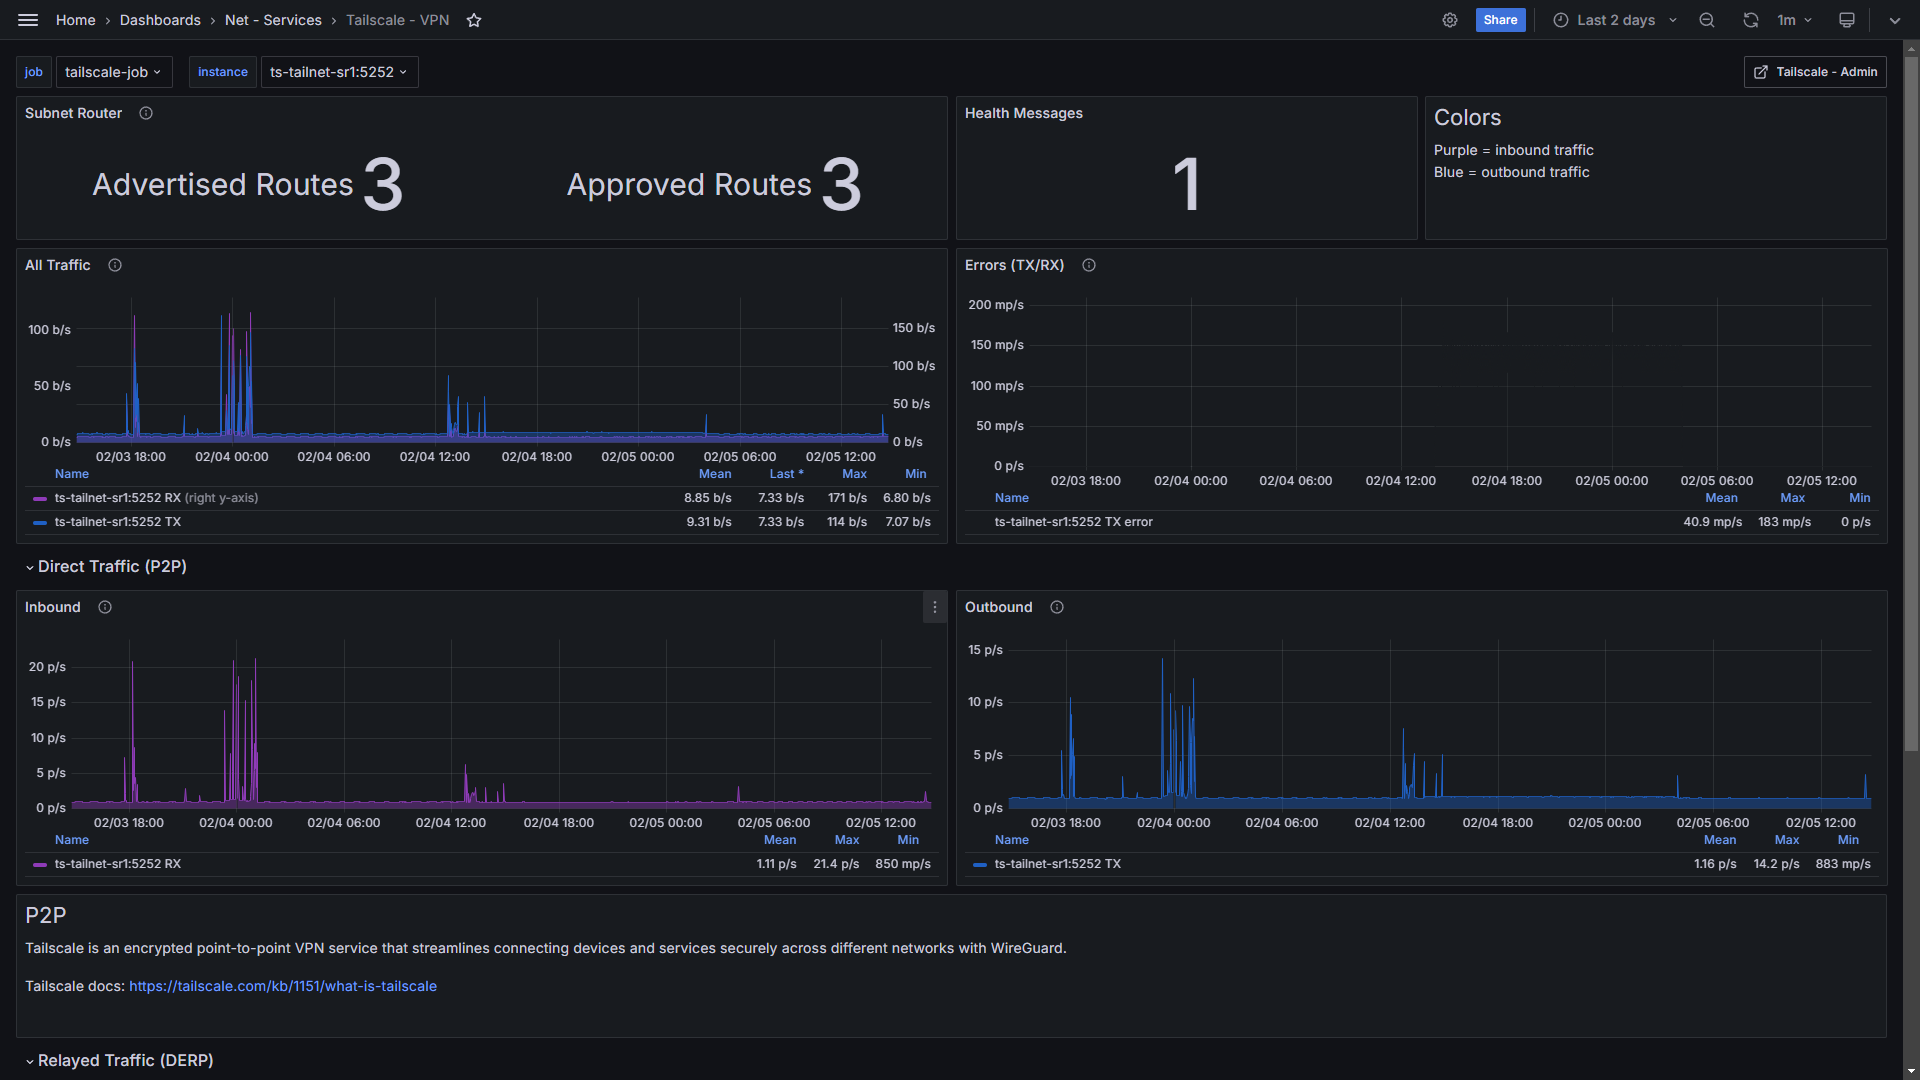 Home › Dashboards › Net - Services › Tailscale - VPN
Share
Last 2 days
1m
job tailscale-job
instance ts-tailnet-sr1:5252
Tailscale - Admin
Subnet Router
Advertised Routes 3
Approved Routes 3
Health Messages
1
Colors
Purple = inbound traffic
Blue = outbound traffic
All Traffic
100 b/s
50 b/s
0 b/s
150 b/s
100 b/s
50 b/s
0 b/s
02/03 18:00 02/04 00:00 02/04 06:00 02/04 12:00 02/04 18:00 02/05 00:00 02/05 06:00 02/05 12:00
Name Mean Last * Max Min
ts-tailnet-sr1:5252 RX (right y-axis) 8.85 b/s 7.33 b/s 171 b/s 6.80 b/s
ts-tailnet-sr1:5252 TX 9.31 b/s 7.33 b/s 114 b/s 7.07 b/s
Errors (TX/RX)
200 mp/s
150 mp/s
100 mp/s
50 mp/s
0 p/s
02/03 18:00 02/04 00:00 02/04 06:00 02/04 12:00 02/04 18:00 02/05 00:00 02/05 06:00 02/05 12:00
Name Mean Max Min
ts-tailnet-sr1:5252 TX error 40.9 mp/s 183 mp/s 0 p/s
Direct Traffic (P2P)
Inbound
20 p/s
15 p/s
10 p/s
5 p/s
0 p/s
02/03 18:00 02/04 00:00 02/04 06:00 02/04 12:00 02/04 18:00 02/05 00:00 02/05 06:00 02/05 12:00
Name Mean Max Min
ts-tailnet-sr1:5252 RX 1.11 p/s 21.4 p/s 850 mp/s
Outbound
15 p/s
10 p/s
5 p/s
0 p/s
02/03 18:00 02/04 00:00 02/04 06:00 02/04 12:00 02/04 18:00 02/05 00:00 02/05 06:00 02/05 12:00
Name Mean Max Min
ts-tailnet-sr1:5252 TX 1.16 p/s 14.2 p/s 883 mp/s
P2P
Tailscale is an encrypted point-to-point VPN service that streamlines connecting devices and services securely across different networks with WireGuard.
Tailscale docs: https://tailscale.com/kb/1151/what-is-tailscale
Relayed Traffic (DERP)